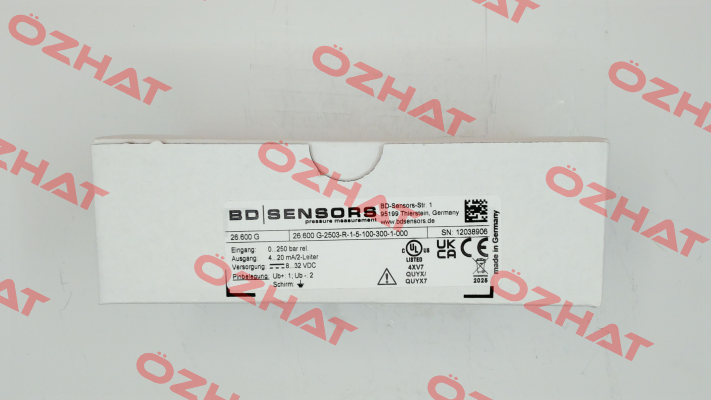 BD SENSORS
pressure measurement
BD-Sensors-Str. 1
95199 Thierstein, Germany
www.bdsensors.de
26.600 G
26.600 G-2503-R-1-5-100-300-1-000
SN: 12038906
Eingang: 0...250 bar rel.
Ausgang: 4...20 mA/2-Leiter
Versorgung: 8...32 VDC
Pinbelegung: Ub+: 1; Ub-: 2
Schirm:
C UL US
LISTED
4XV7
QUYX/
QUYX7
UK
CA
CE
2025
made in Germany
ÖZHAT
ÖZHAT
ÖZHAT
ÖZHAT
ÖZHAT
ÖZHAT
ÖZHAT
ÖZHAT
ÖZHAT
ÖZHAT